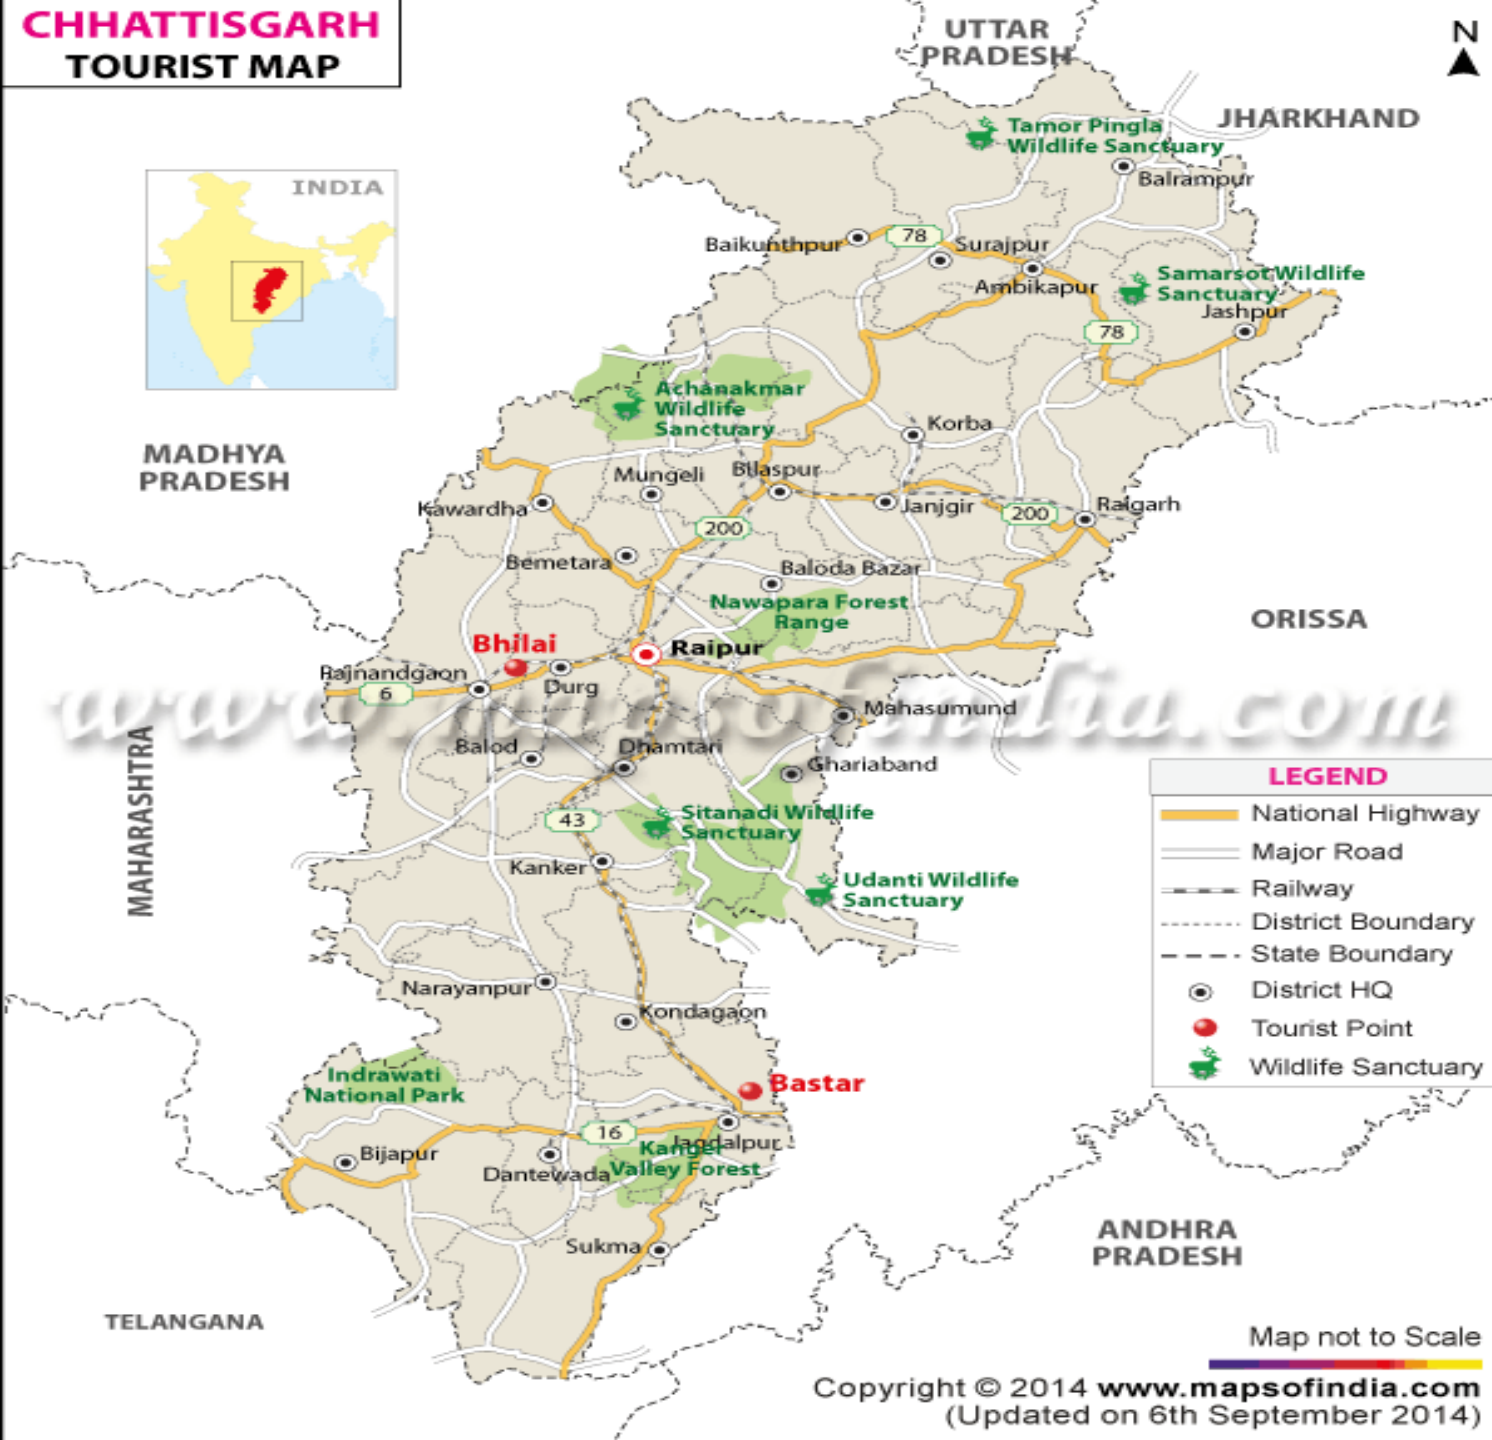 CHHATTISGARH
TOURIST MAP
UTTAR
PRADESH
N
JHARKHAND
INDIA
Tamor Pingla
Wildlife Sanctuary
Balrampur
Baikunthpur
78
Surajpur
Ambikapur
Samarsot Wildlife
Sanctuary
Jashpur
78
Achanakmar
Wildlife
Sanctuary
Korba
MADHYA
PRADESH
Mungeli
Bilaspur
Kawardha
Janjgir
200
Raigarh
200
Bemetara
Baloda Bazar
Nawapara Forest
Range
ORISSA
Bhilai
Raipur
Rajnandgaon
6
Durg
www.mapsofindia.com
Mahasumund
Balod
Dhamtari
Ghariaband
MAHARASHTRA
43
Sitanadi Wildlife
Sanctuary
Kanker
Udanti Wildlife
Sanctuary
Narayanpur
Kondagaon
Indrawati
National Park
Bastar
16
Jagdalpur
Kanger
Valley Forest
Bijapur
Dantewada
Sukma
TELANGANA
ANDHRA
PRADESH
LEGEND
National Highway
Major Road
Railway
District Boundary
State Boundary
District HQ
Tourist Point
Wildlife Sanctuary
Map not to Scale
Copyright © 2014 www.mapsofindia.com
(Updated on 6th September 2014)